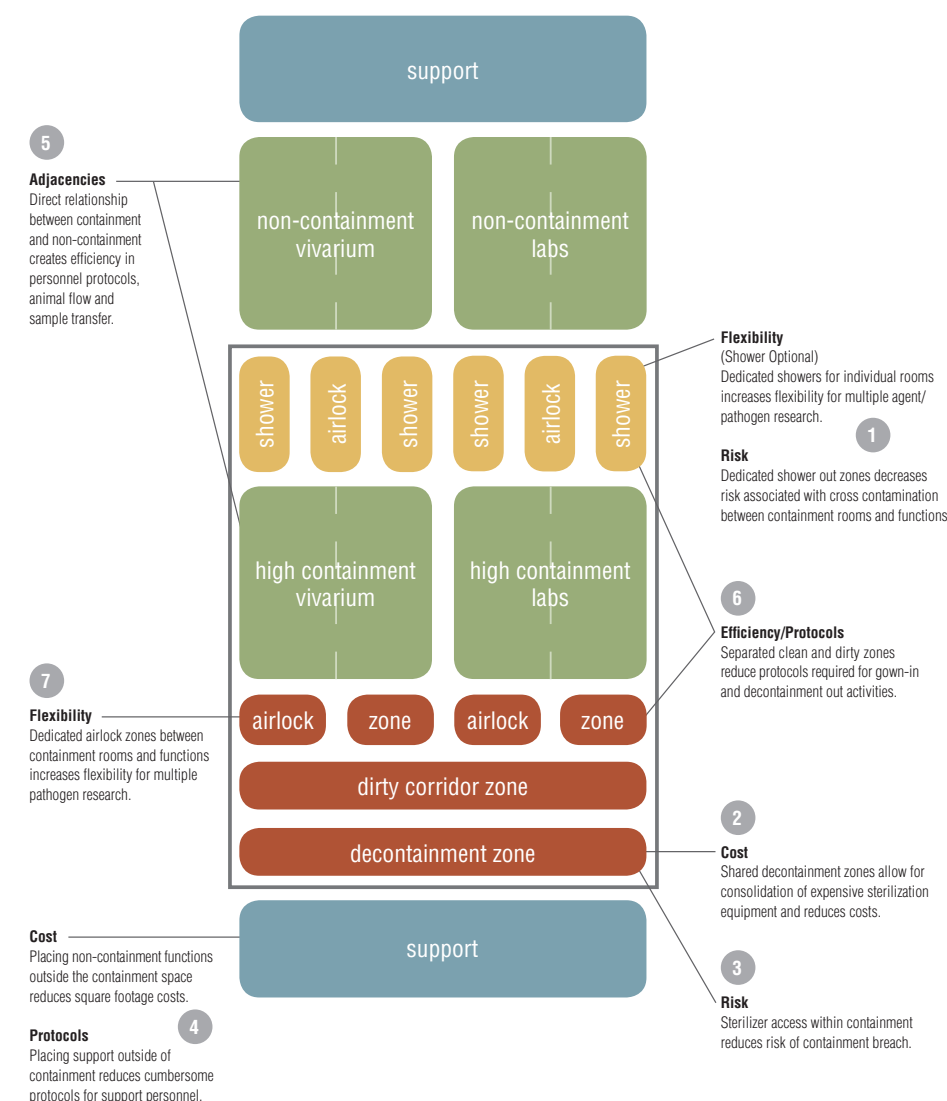 support
5
Adjacencies
Direct relationship
between containment
and non-containment
creates efficiency in
personnel protocols,
animal flow and
sample transfer.
non-containment
vivarium
non-containment
labs
shower
airlock
shower
shower
airlock
shower
Flexibility
(Shower Optional)
Dedicated showers for individual rooms
increases flexibility for multiple agent/
pathogen research.
1
Risk
Dedicated shower out zones decreases
risk associated with cross contamination
between containment rooms and functions
high containment
vivarium
high containment
labs
6
Efficiency/Protocols
Separated clean and dirty zones
reduce protocols required for gown-in
and decontainment out activities.
7
Flexibility
Dedicated airlock zones between
containment rooms and functions
increases flexibility for multiple
pathogen research.
airlock
zone
airlock
zone
dirty corridor zone
decontainment zone
2
Cost
Shared decontainment zones allow for
consolidation of expensive sterilization
equipment and reduces costs.
support
Cost
Placing non-containment functions
outside the containment space
reduces square footage costs.
4
Protocols
Placing support outside of
containment reduces cumbersome
protocols for support personnel.
3
Risk
Sterilizer access within containment
reduces risk of containment breach.